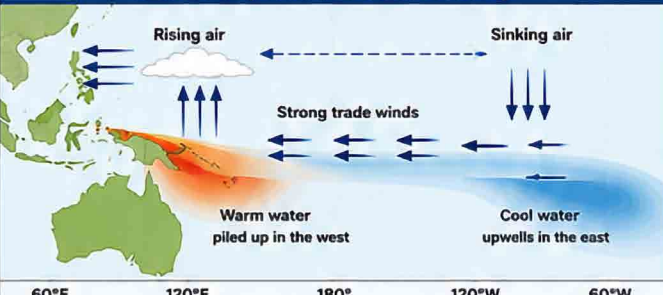 Rising air
Sinking air
Strong trade winds
Warm water
piled up in the west
Cool water
upwells in the east
60°E 120°E 180° 120°W 60°W